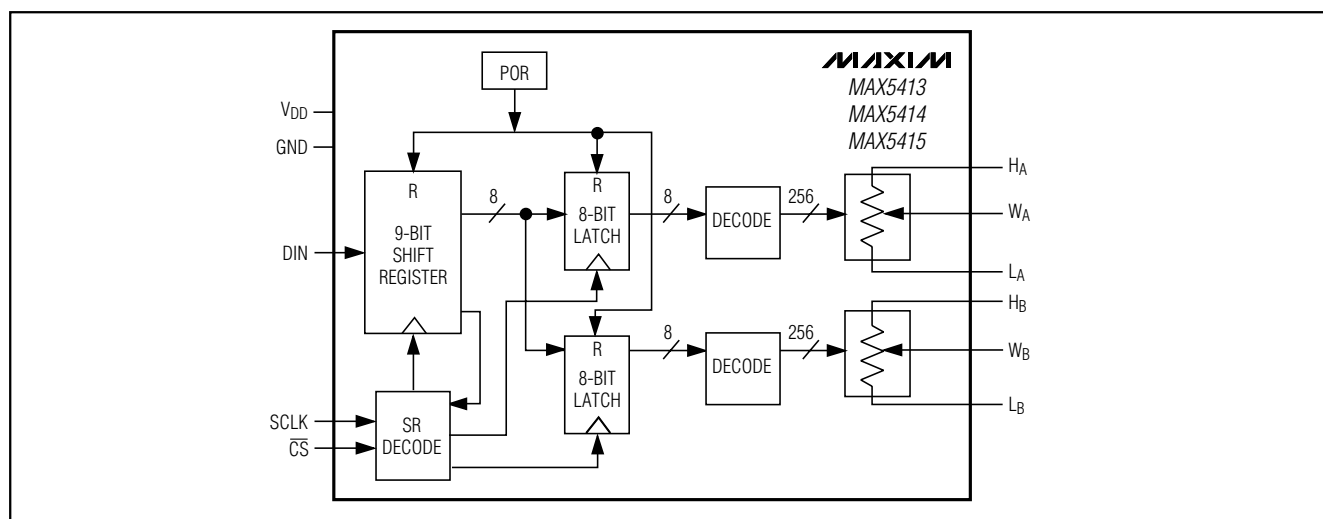 MAXIM
MAX5413
MAX5414
MAX5415
POR
VDD
GND
DIN
SCLK
CS
R
9-BIT
SHIFT
REGISTER
SR
DECODE
8
R
8-BIT
LATCH
8
DECODE
256
R
8-BIT
LATCH
8
DECODE
256
HA
WA
LA
HB
WB
LB